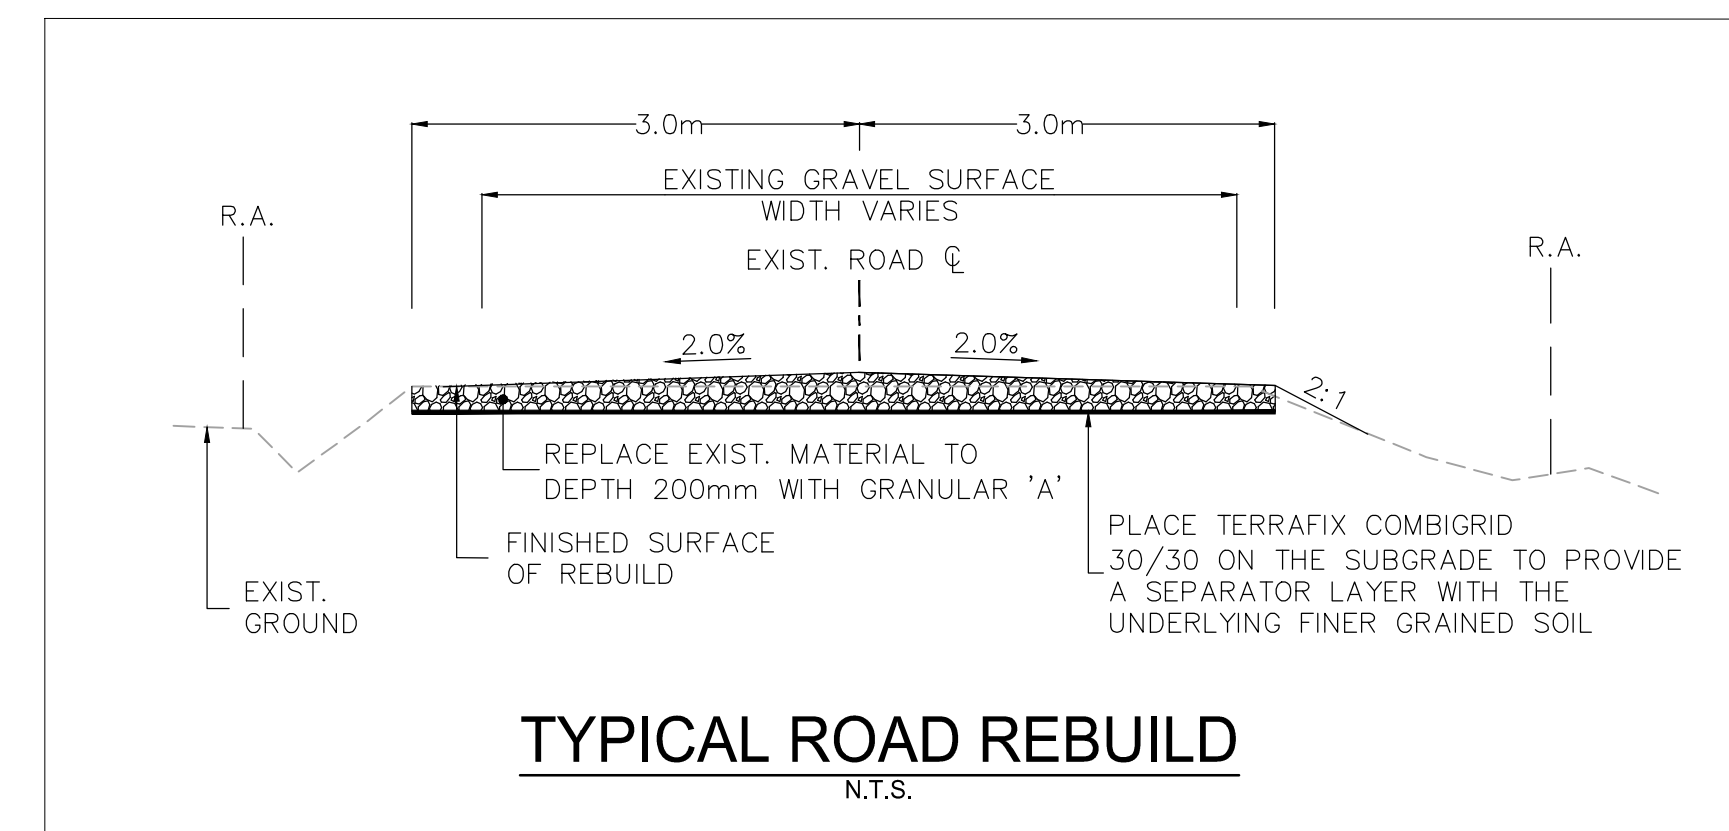 3.0m
3.0m
EXISTING GRAVEL SURFACE
WIDTH VARIES
R.A.
R.A.
EXIST. ROAD ℄
2.0%
2.0%
2:1
REPLACE EXIST. MATERIAL TO
DEPTH 200mm WITH GRANULAR 'A'
FINISHED SURFACE
OF REBUILD
EXIST.
GROUND
PLACE TERRAFIX COMBIGRID
30/30 ON THE SUBGRADE TO PROVIDE
A SEPARATOR LAYER WITH THE
UNDERLYING FINER GRAINED SOIL
TYPICAL ROAD REBUILD
N.T.S.